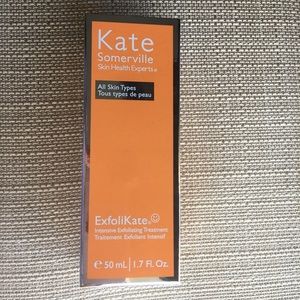 Kate
Somerville
Skin Health Experts®
All Skin Types
Tous types de peau
ExfoliKate®
Intensive Exfoliating Treatment
Traitement Exfoliant Intensif
℮ 50 mL | 1.7 Fl. Oz.